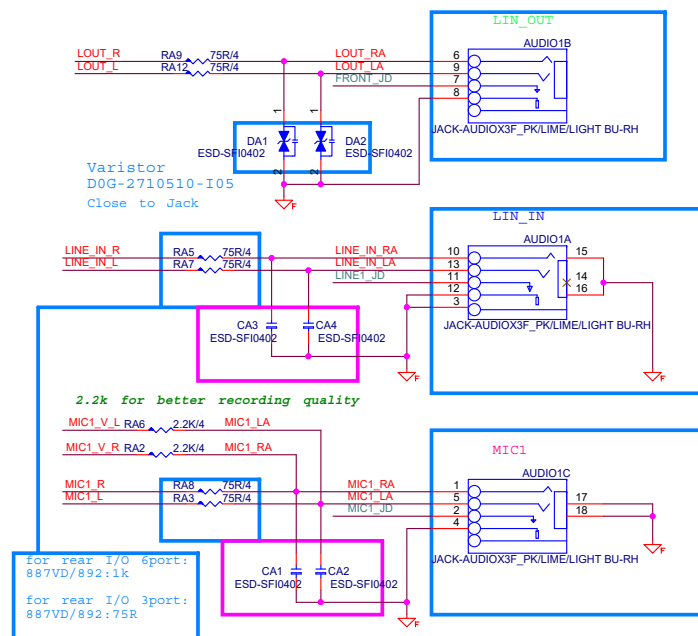 LIN_OUT
AUDIO1B
LOUT_R RA9 75R/4 LOUT_RA 6
LOUT_L RA12 75R/4 LOUT_LA 9
FRONT_JD 7
8
JACK-AUDIOX3F_PK/LIME/LIGHT BU-RH
1 1
DA1 DA2
ESD-SFI0402 ESD-SFI0402
2 2
Varistor
D0G-2710510-I05
Close to Jack
F
LIN_IN
AUDIO1A
LINE_IN_R RA5 75R/4 LINE_IN_RA 10 15
LINE_IN_L RA7 75R/4 LINE_IN_LA 13
LINE1_JD 11 14
12 16
3
CA3 CA4 JACK-AUDIOX3F_PK/LIME/LIGHT BU-RH
ESD-SFI0402 ESD-SFI0402
F F
2.2k for better recording quality
MIC1_V_L RA6 2.2K/4 MIC1_LA
MIC1_V_R RA2 2.2K/4 MIC1_RA
MIC1
AUDIO1C
MIC1_R RA8 75R/4 MIC1_RA 1 17
MIC1_L RA3 75R/4 MIC1_LA 5
MIC1_JD 2 18
4
F
JACK-AUDIOX3F_PK/LIME/LIGHT BU-RH
CA1 CA2
ESD-SFI0402 ESD-SFI0402
F
for rear I/O 6port:
887VD/892:1k
for rear I/O 3port:
887VD/892:75R